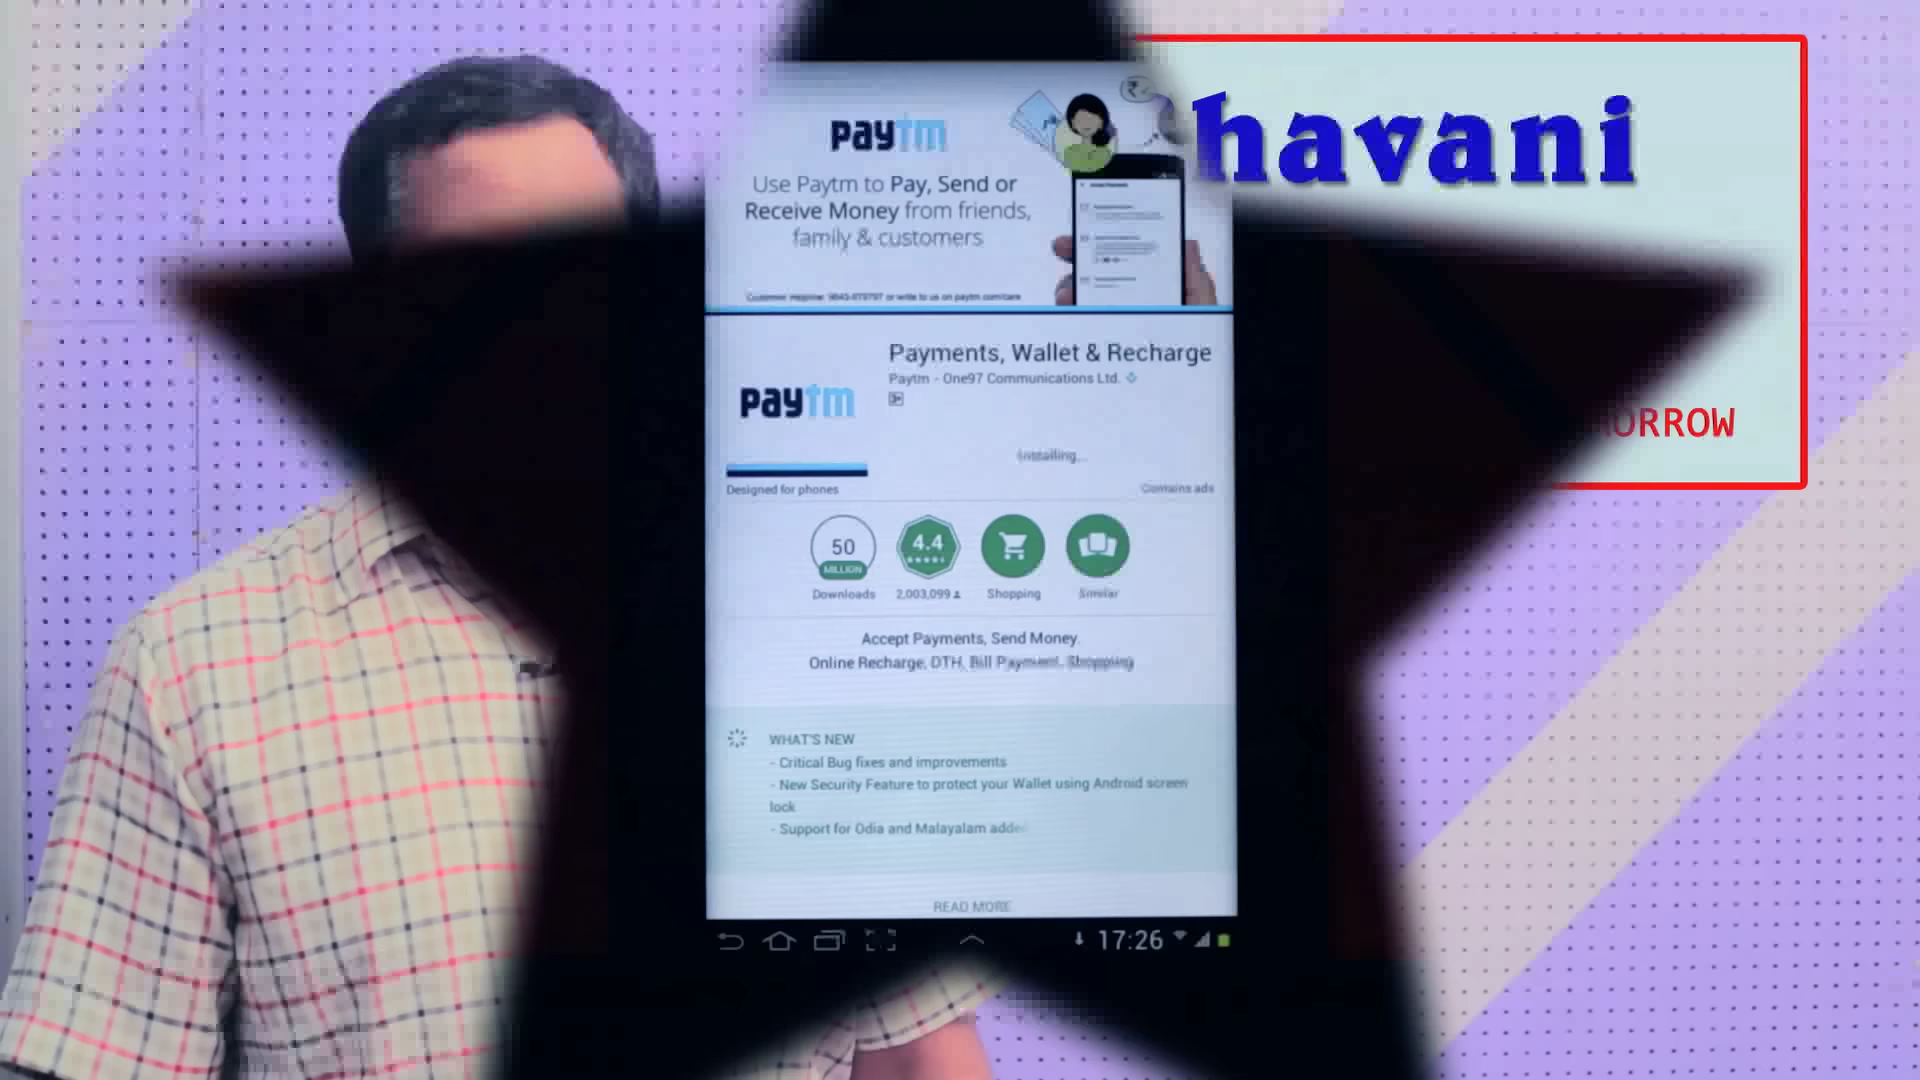 havani
ORROW
paytm
Use Paytm to Pay, Send or
Receive Money from friends,
family & customers
Payments, Wallet & Recharge
Paytm - One97 Communications Ltd.
3+
paytm
Installing...
Designed for phones
Contains ads
50
MILLION
4.4
Downloads
2,003,099
Shopping
Similar
Accept Payments, Send Money.
Online Recharge, DTH, Bill Payment, Shopping
WHAT'S NEW
- Critical Bug fixes and improvements
- New Security Feature to protect your Wallet using Android screen
lock
- Support for Odia and Malayalam added
READ MORE
17:26